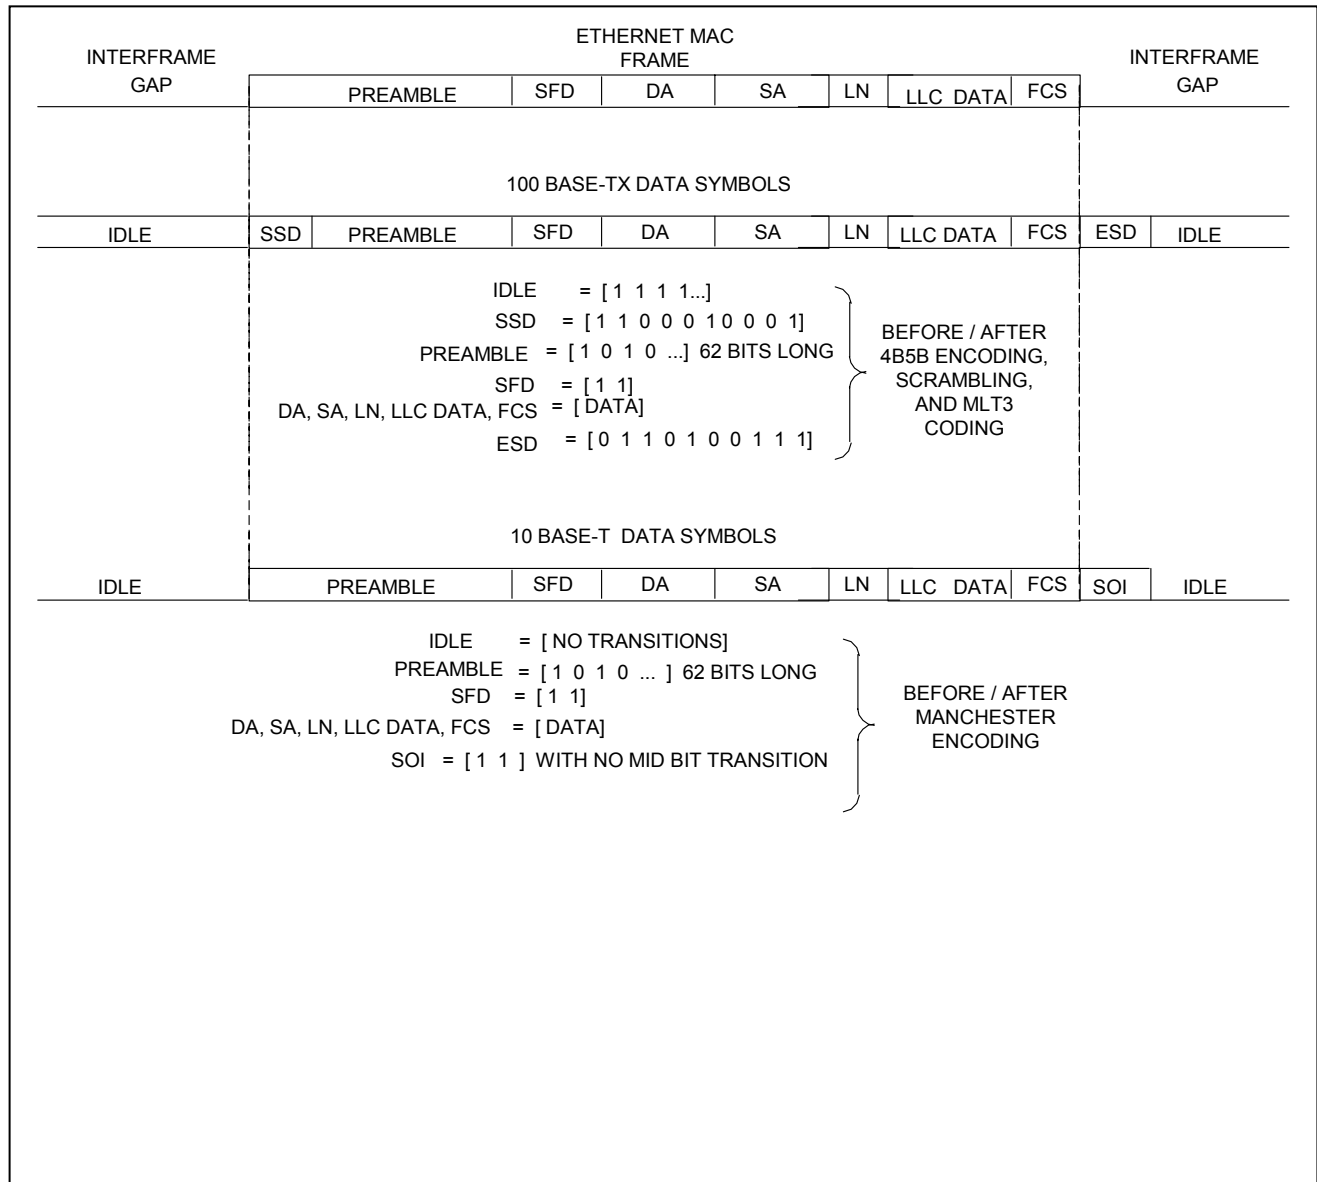 ETHERNET MAC
FRAME
INTERFRAME
GAP
INTERFRAME
GAP
PREAMBLE SFD DA SA LN LLC DATA FCS
100 BASE-TX DATA SYMBOLS
IDLE SSD PREAMBLE SFD DA SA LN LLC DATA FCS ESD IDLE
IDLE = [ 1 1 1 1...]
SSD = [ 1 1 0 0 0 1 0 0 0 1]
PREAMBLE = [ 1 0 1 0 ...] 62 BITS LONG
SFD = [ 1 1]
DA, SA, LN, LLC DATA, FCS = [ DATA]
ESD = [ 0 1 1 0 1 0 0 1 1 1]
BEFORE / AFTER
4B5B ENCODING,
SCRAMBLING,
AND MLT3
CODING
10 BASE-T DATA SYMBOLS
IDLE PREAMBLE SFD DA SA LN LLC DATA FCS SOI IDLE
IDLE = [ NO TRANSITIONS]
PREAMBLE = [ 1 0 1 0 ... ] 62 BITS LONG
SFD = [ 1 1]
DA, SA, LN, LLC DATA, FCS = [ DATA]
SOI = [ 1 1 ] WITH NO MID BIT TRANSITION
BEFORE / AFTER
MANCHESTER
ENCODING